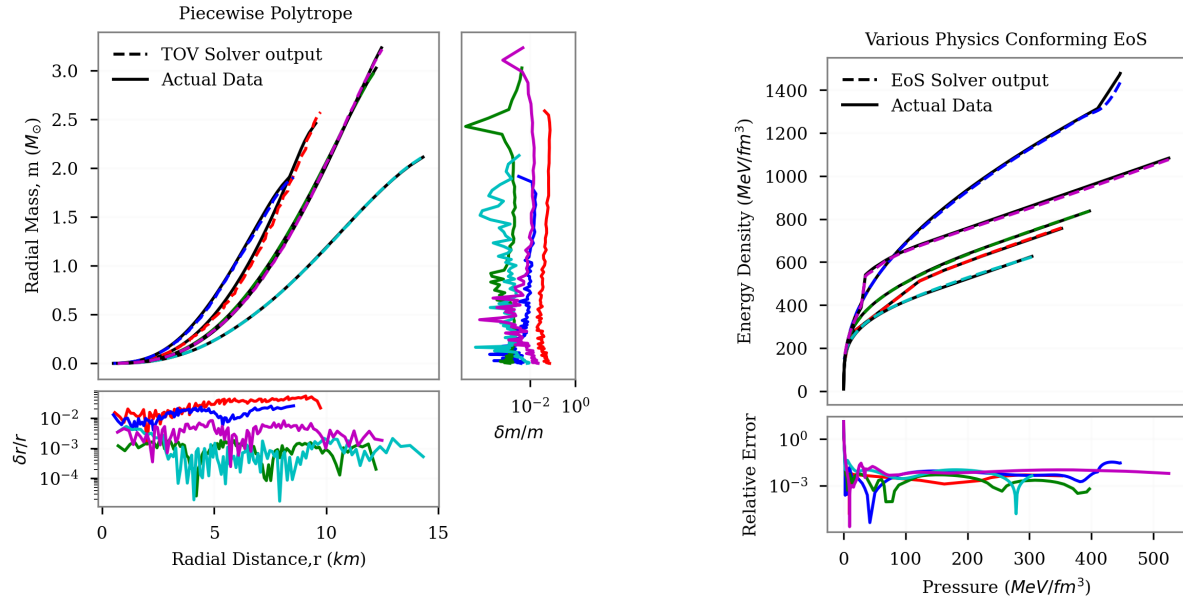 Piecewise Polytrope
TOV Solver output
Actual Data
Radial Mass, m (M⊙)
3.0
2.5
2.0
1.5
1.0
0.5
0.0
δm/m
10⁻² 10⁰
δr/r
10⁻²
10⁻³
10⁻⁴
0 5 10 15
Radial Distance,r (km)
Various Physics Conforming EoS
EoS Solver output
Actual Data
Energy Density (MeV/fm³)
1400
1200
1000
800
600
400
200
0
Relative Error
10⁰
10⁻³
0 100 200 300 400 500
Pressure (MeV/fm³)